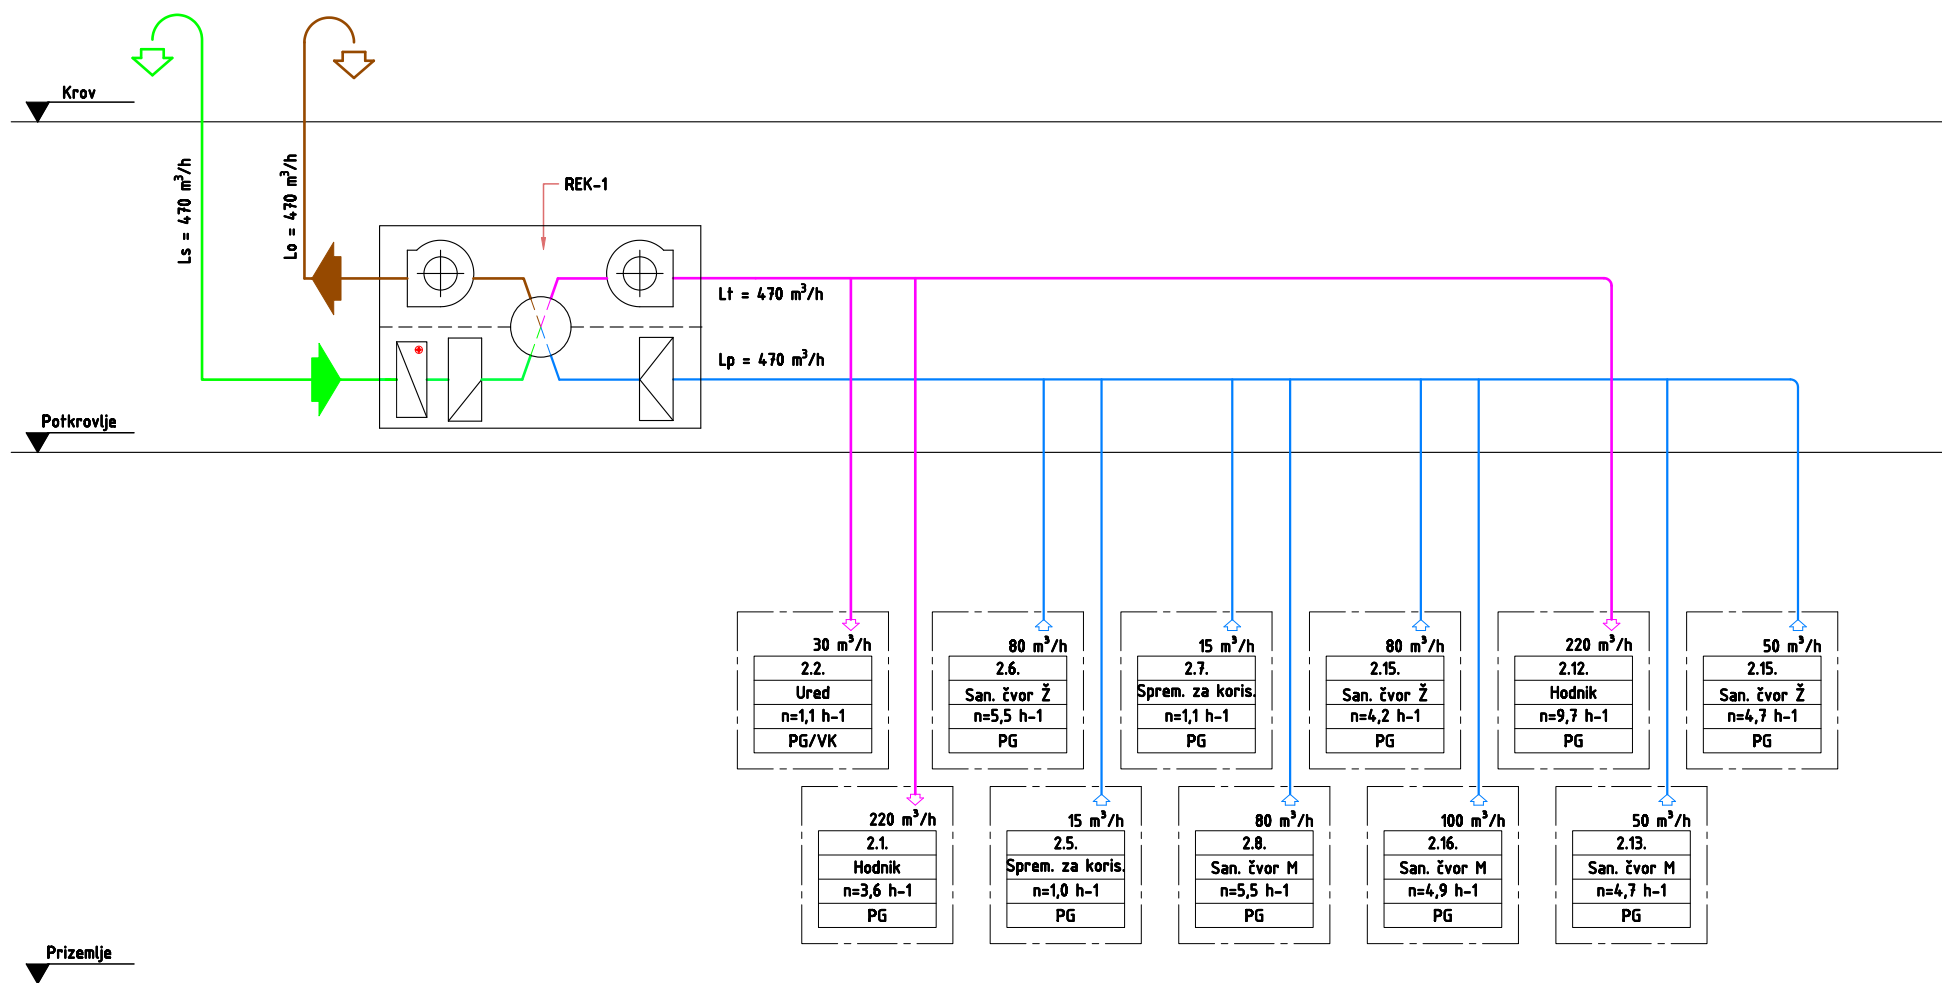 Krov
Ls = 470 m³/h
Lo = 470 m³/h
REK-1
Lt = 470 m³/h
Lp = 470 m³/h
Potkrovlje
30 m³/h
2.2.
Ured
n=1,1 h-1
PG/VK
80 m³/h
2.6.
San. čvor Ž
n=5,5 h-1
PG
15 m³/h
2.7.
Sprem. za koris.
n=1,1 h-1
PG
80 m³/h
2.15.
San. čvor Ž
n=4,2 h-1
PG
220 m³/h
2.12.
Hodnik
n=9,7 h-1
PG
50 m³/h
2.15.
San. čvor Ž
n=4,7 h-1
PG
220 m³/h
2.1.
Hodnik
n=3,6 h-1
PG
15 m³/h
2.5.
Sprem. za koris.
n=1,0 h-1
PG
80 m³/h
2.8.
San. čvor M
n=5,5 h-1
PG
100 m³/h
2.16.
San. čvor M
n=4,9 h-1
PG
50 m³/h
2.13.
San. čvor M
n=4,7 h-1
PG
Prizemlje